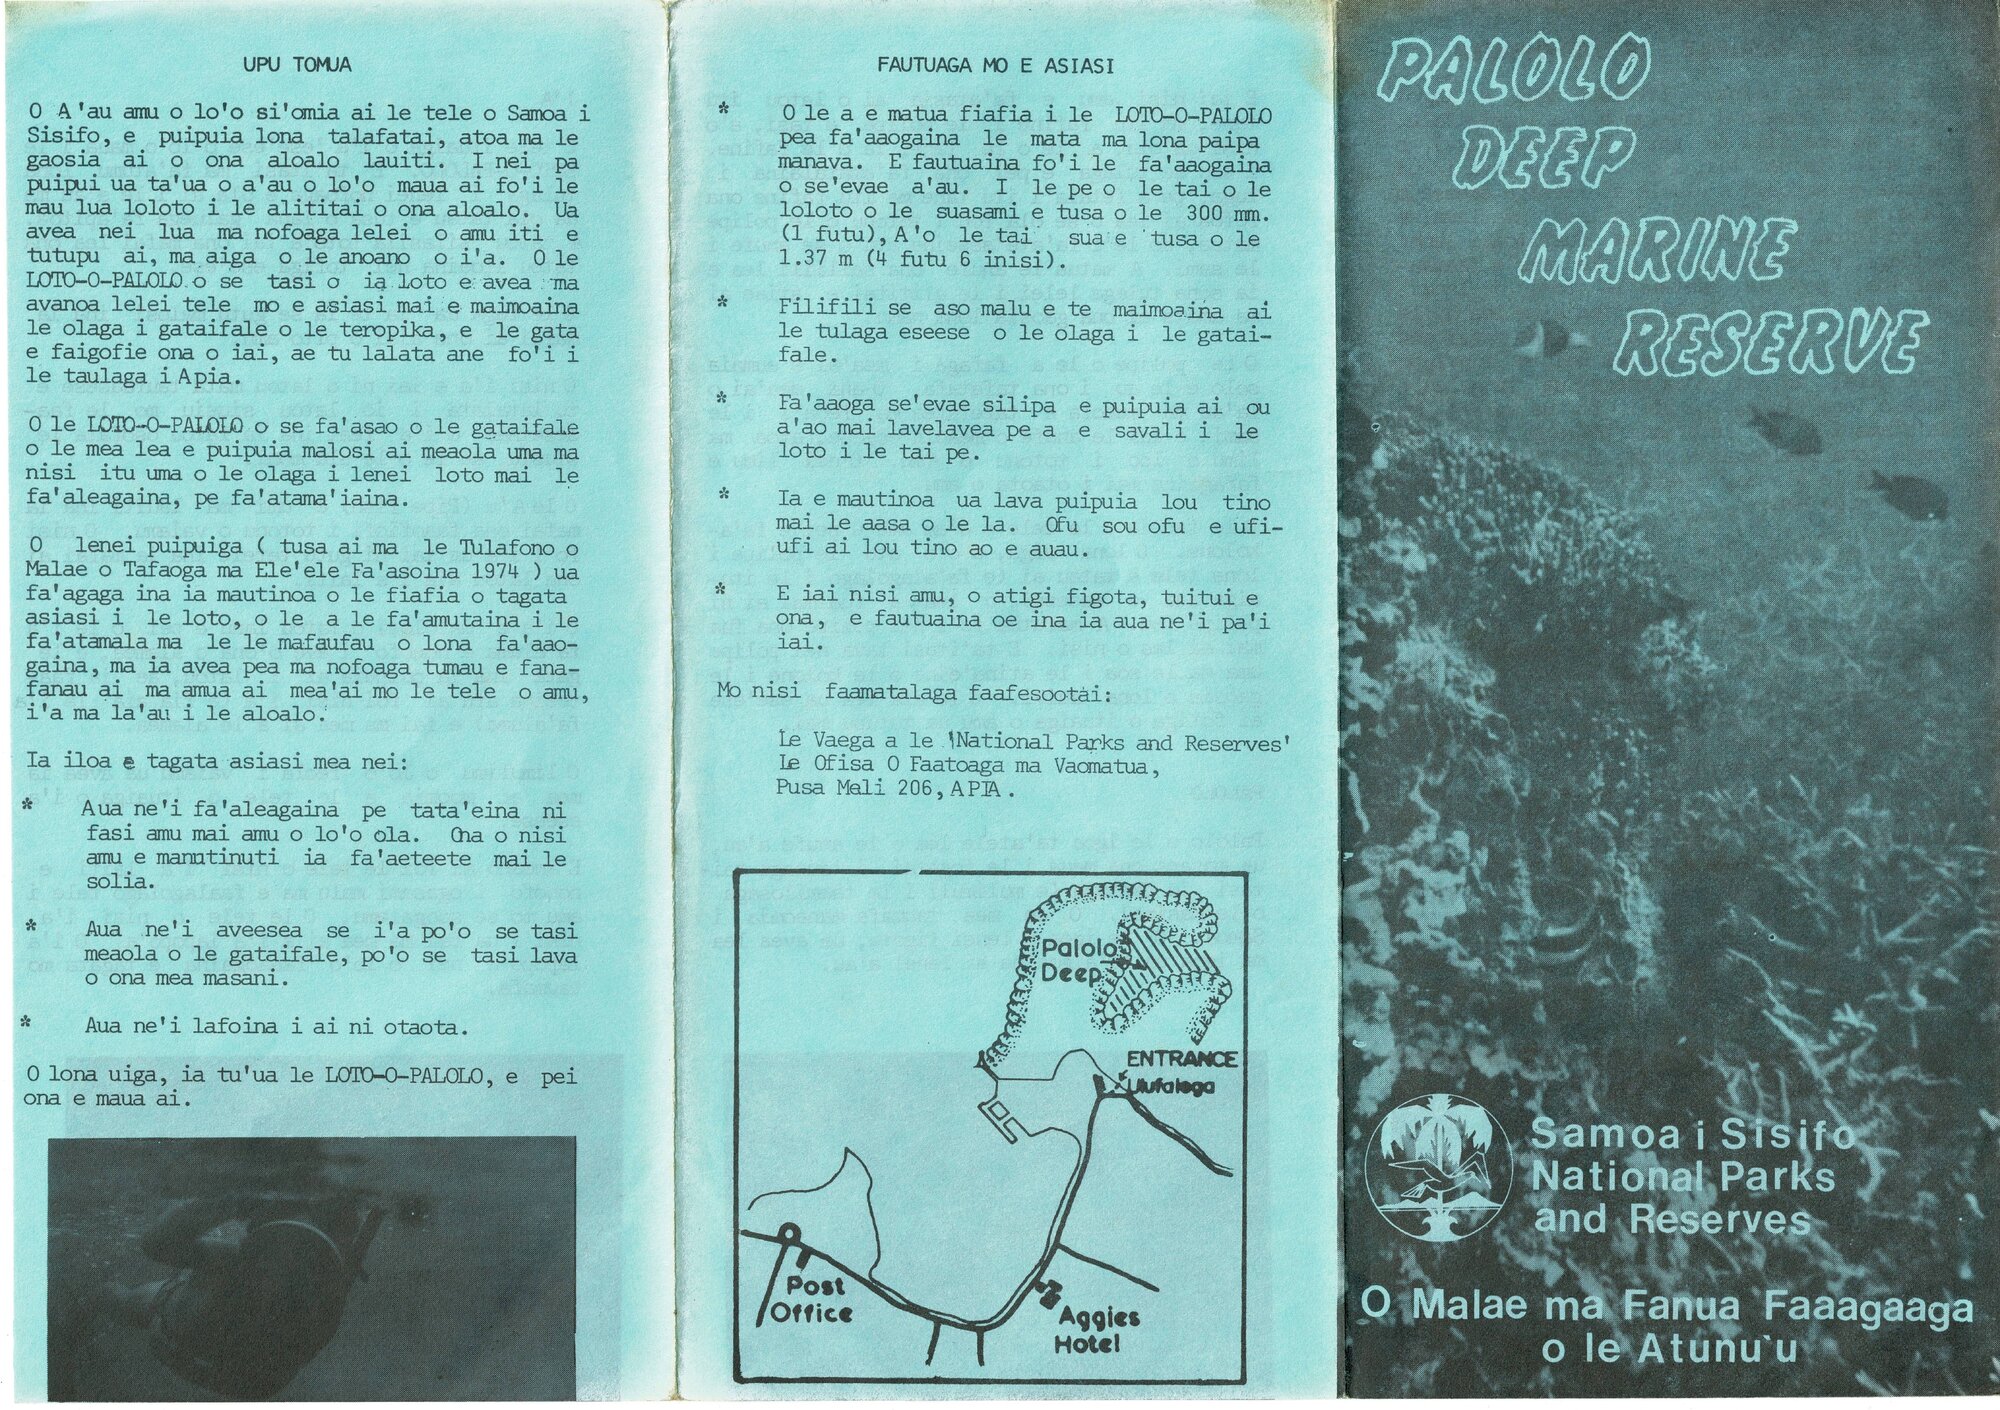 UPU TOMUA
O A'au amu o lo'o si'omia ai le tele o Samoa i
Sisifo, e puipuia lona talafatai, atoa ma le
gaosia ai o ona aloalo lauiti. I nei pa
puipui ua ta'ua o a'au o lo'o maua ai fo'i le
mau lua loloto i le alititai o ona aloalo. Ua
avea nei lua ma nofoaga lelei o amu iti e
tutupu ai, ma aiga o le anoano o i'a. O le
LOTO-O-PALOLO o se tasi o ia loto e avea ma
avanoa lelei tele mo e asiasi mai e maimoaina
le olaga i gataifale o le teropika, e le gata
e faigofie ona o iai, ae tu lalata ane fo'i i
le taulaga i Apia.
O le LOTO-O-PALOLO o se fa'asao o le gataifale
o le mea lea e puipuia malosi ai meaola uma ma
nisi itu uma o le olaga i lenei loto mai le
fa'aleagaina, pe fa'atama'iaina.
O lenei puipuiga ( tusa ai ma le Tulafono o
Malae o Tafaoga ma Ele'ele Fa'asoina 1974 ) ua
fa'agaga ina ia mautinoa o le fiafia o tagata
asiasi i le loto, o le a le fa'amutaina i le
fa'atamala ma le le mafaufau o lona fa'aao-
gaina, ma ia avea pea ma nofoaga tumau e fana-
fanau ai ma amua ai mea'ai mo le tele o amu,
i'a ma la'au i le aloalo.
Ia iloa e tagata asiasi mea nei:
* Aua ne'i fa'aleagaina pe tata'eina ni
fasi amu mai amu o lo'o ola. Ona o nisi
amu e manutinuti ia fa'aeteete mai le
solia.
* Aua ne'i aveesea se i'a po'o se tasi
meaola o le gataifale, po'o se tasi lava
o ona mea masani.
* Aua ne'i lafoina i ai ni otaota.
O lona uiga, ia tu'ua le LOTO-O-PALOLO, e pei
ona e maua ai.
FAUTUAGA MO E ASIASI
* O le a e matua fiafia i le LOTO-O-PALOLO
pea fa'aaogaina le mata ma lona paipa
manava. E fautuaina fo'i le fa'aaogaina
o se'evae a'au. I le pe o le tai o le
loloto o le suasami e tusa o le 300 mm.
(1 futu), A'o le tai sua e tusa o le
1.37 m (4 futu 6 inisi).
* Filifili se aso malu e te maimoaina ai
le tulaga eseese o le olaga i le gatai-
fale.
* Fa'aaoga se'evae silipa e puipuia ai ou
a'ao mai lavelavea pe a e savali i le
loto i le tai pe.
* Ia e mautinoa ua lava puipuia lou tino
mai le aasa o le la. Ofu sou ofu e ufi-
ufi ai lou tino ao e auau.
* E iai nisi amu, o atigi figota, tuitui e
ona, e fautuaina oe ina ia aua ne'i pa'i
iai.
Mo nisi faamatalaga faafesootai:
Le Vaega a le 'National Parks and Reserves'
Le Ofisa O Faatoaga ma Vaomatua,
Pusa Meli 206, APIA.
Palolo
Deep
ENTRANCE
Utufaloga
Post
Office
Aggies
Hotel
PALOLO
DEEP
MARINE
RESERVE
Samoa i Sisifo
National Parks
and Reserves
O Malae ma Fanua Faaagaaga
o le Atunu'u